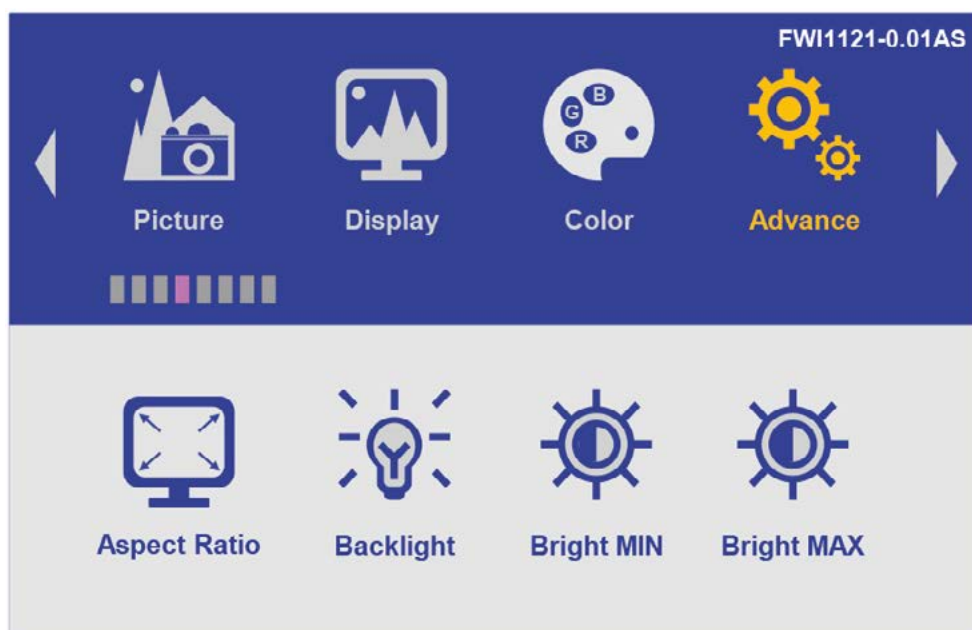 FWI1121-0.01AS
B
G
R
Picture Display Color Advance
Aspect Ratio Backlight Bright MIN Bright MAX